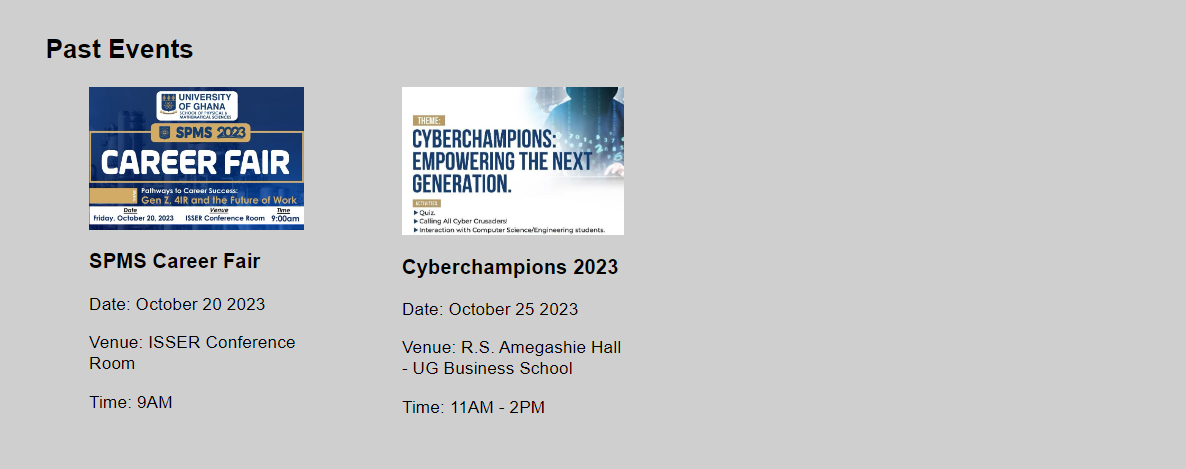 Past Events
UNIVERSITY
OF GHANA
SCHOOL OF PHYSICAL &
MATHEMATICAL SCIENCES
SPMS 2023
CAREER FAIR
Pathways to Career Success:
Gen Z, 4IR and the Future of Work
Date Venue Time
Friday, October 20, 2023 ISSER Conference Room 9:00am
SPMS Career Fair
Date: October 20 2023
Venue: ISSER Conference
Room
Time: 9AM
THEME:
CYBERCHAMPIONS:
EMPOWERING THE NEXT
GENERATION.
ACTIVITIES
Quiz.
Calling All Cyber Crusaders!
Interaction with Computer Science/Engineering students.
Cyberchampions 2023
Date: October 25 2023
Venue: R.S. Amegashie Hall
- UG Business School
Time: 11AM - 2PM